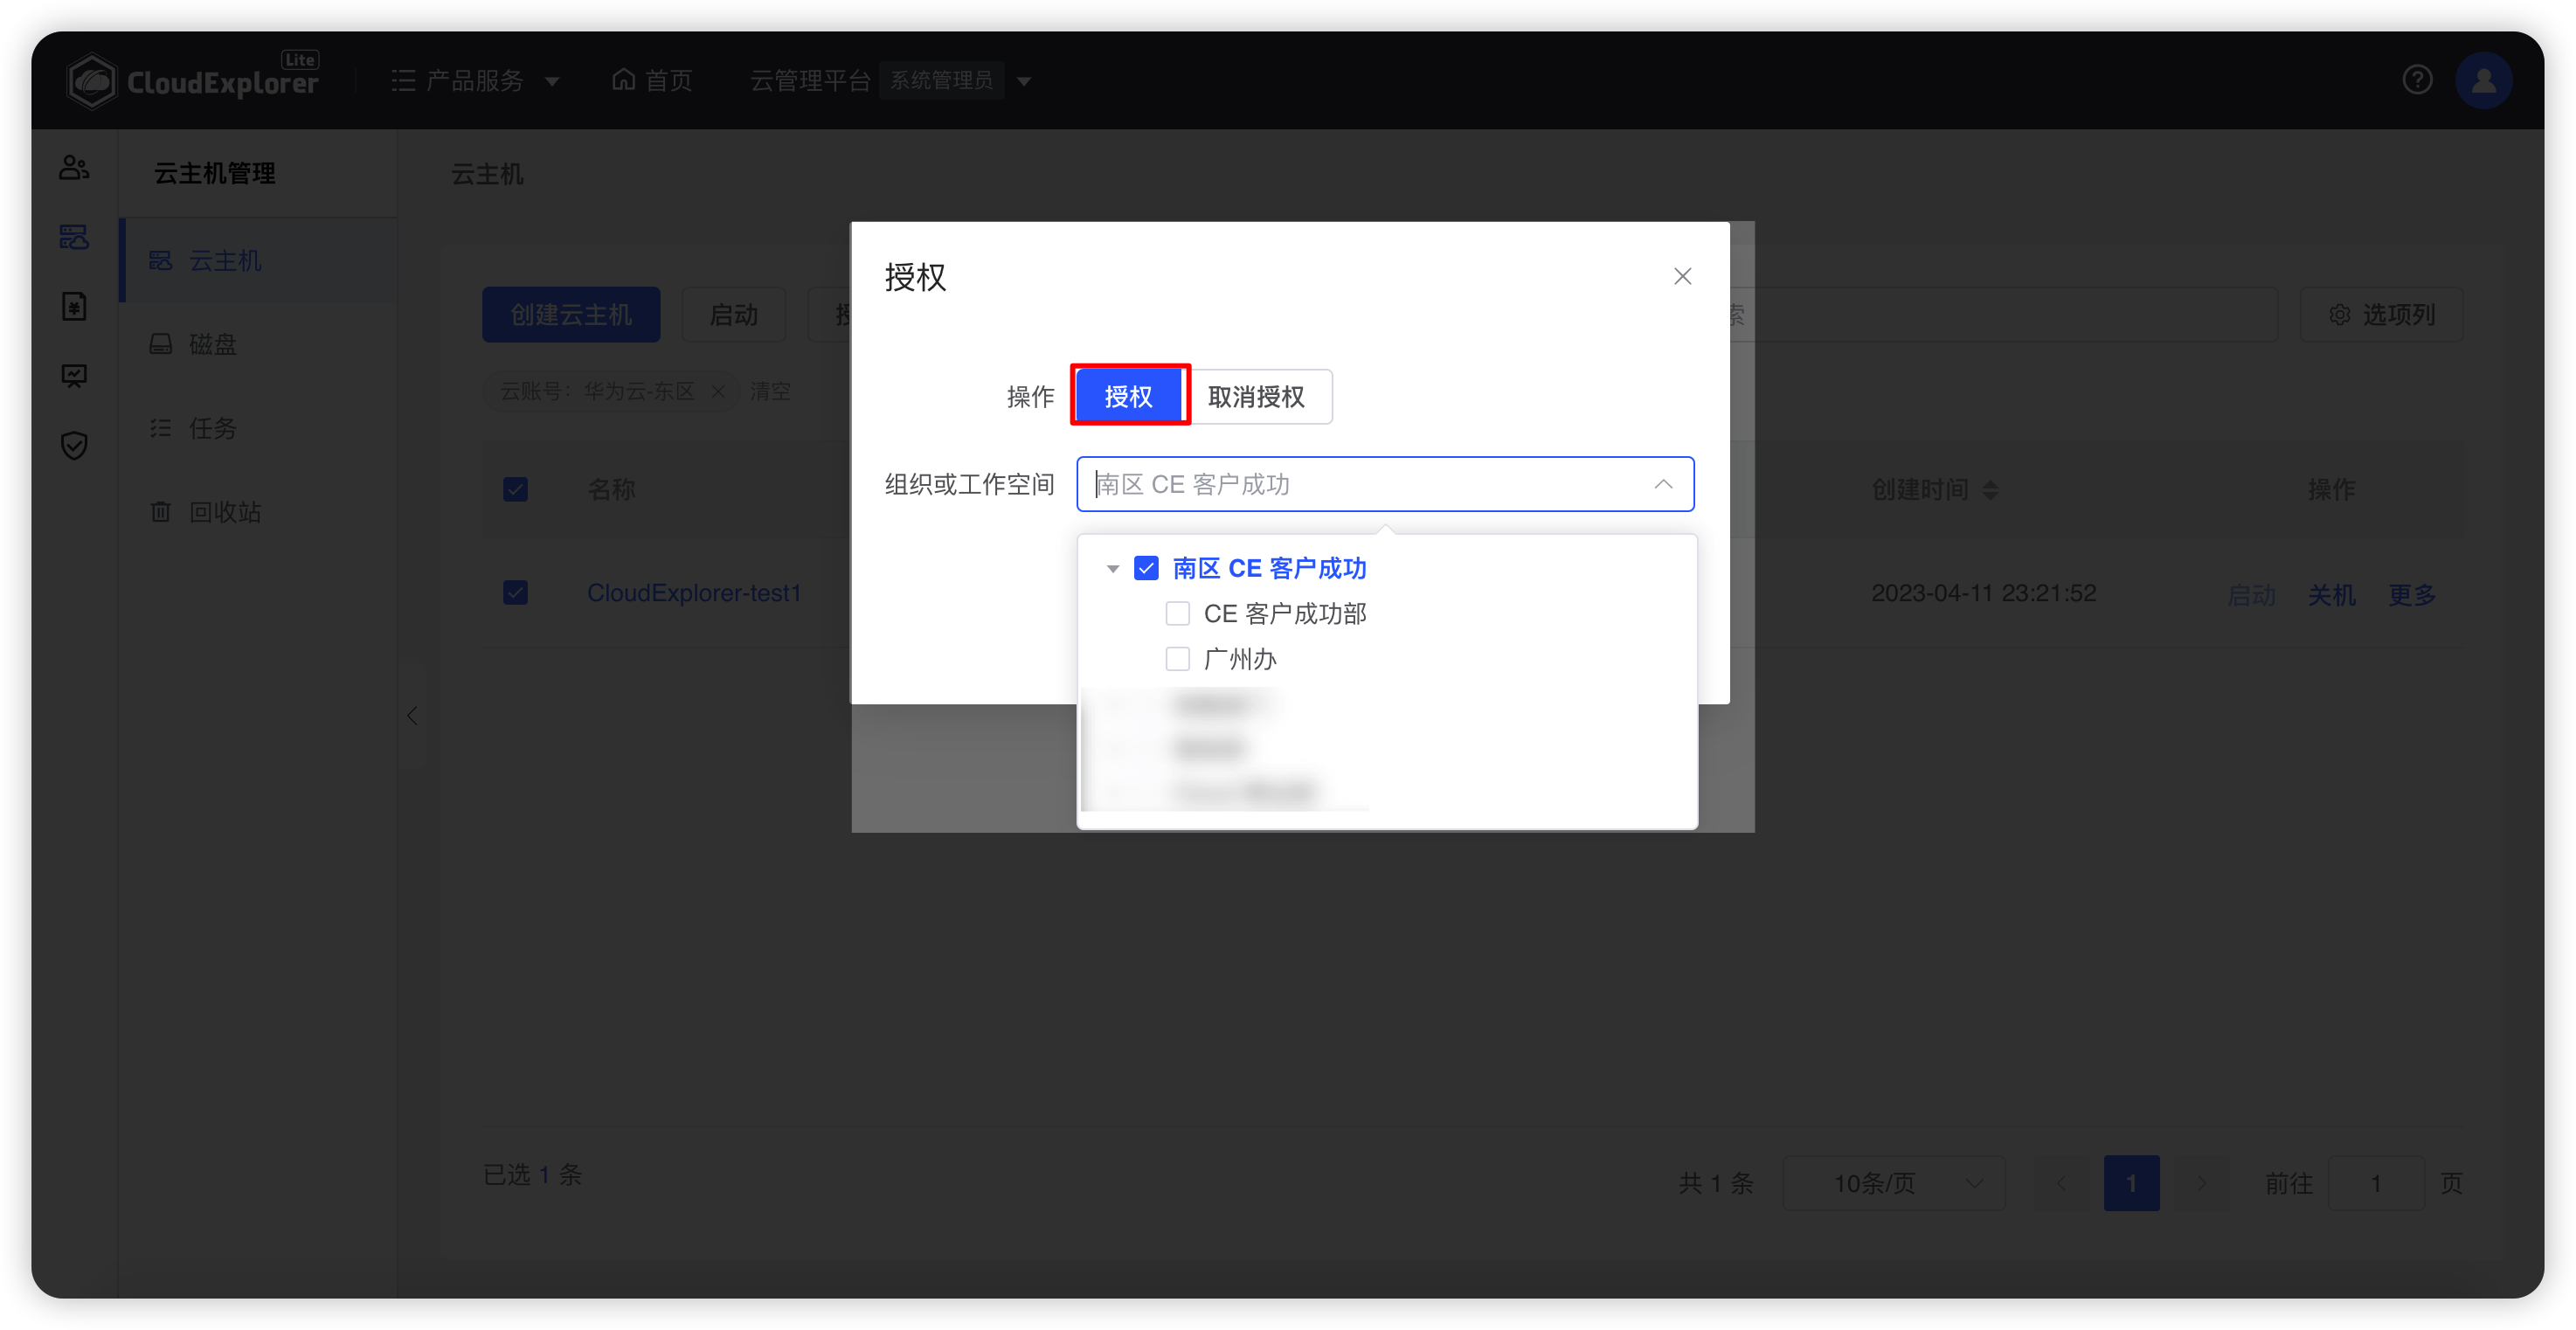 CloudExplorer Lite
产品服务
首页
云管理平台 系统管理员
云主机管理
云主机
磁盘
任务
回收站
云主机
创建云主机
启动
索
选项列
云账号：华为云-东区
清空
名称
创建时间
操作
CloudExplorer-test1
2023-04-11 23:21:52
启动 关机 更多
授权
操作
授权
取消授权
组织或工作空间
南区 CE 客户成功
南区 CE 客户成功
CE 客户成功部
广州办
已选 1 条
共 1 条
10条/页
1
前往 1 页